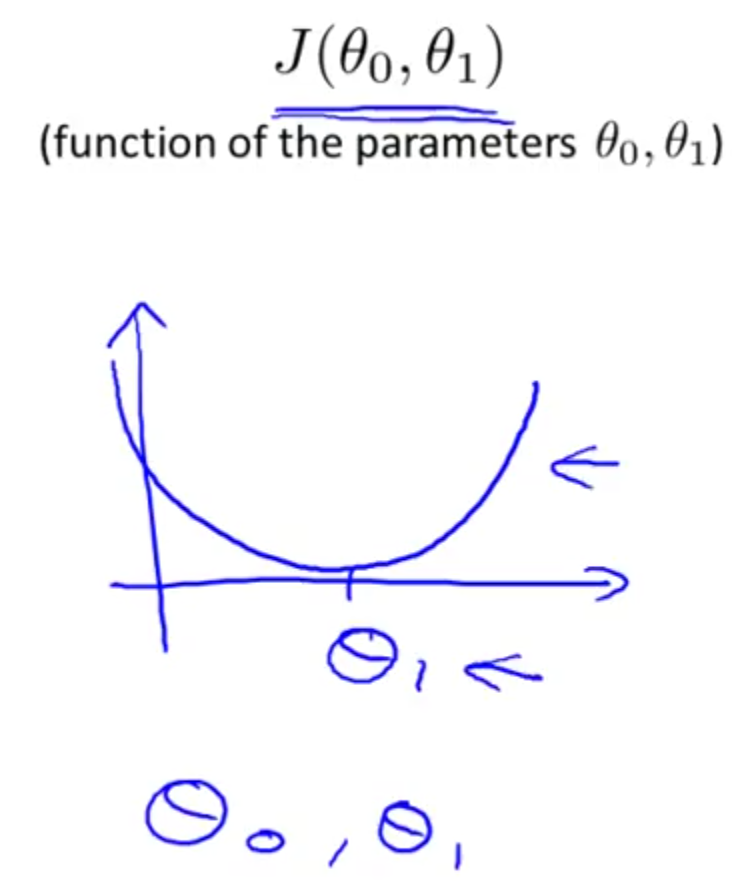 J(θ₀, θ₁)
(function of the parameters θ₀, θ₁)
θ₁
θ₀, θ₁